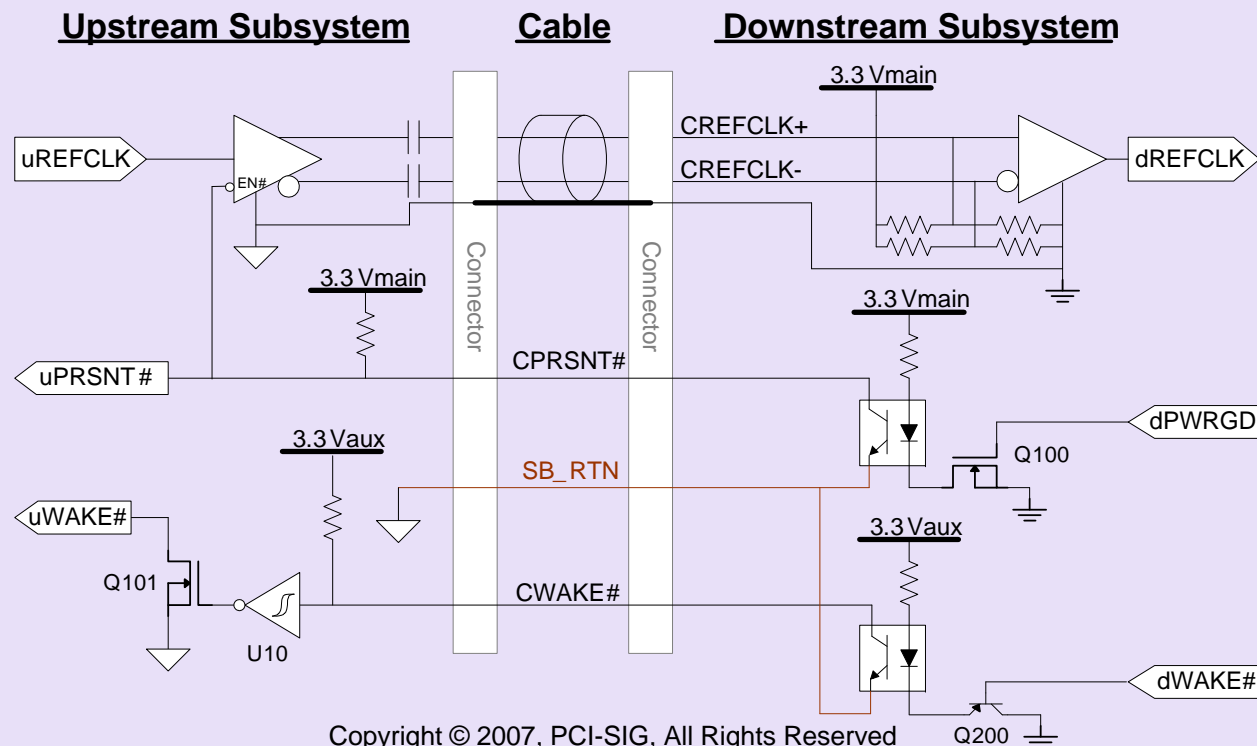 Upstream Subsystem
Cable
Downstream Subsystem
3.3 Vmain
CREFCLK+
uREFCLK
dREFCLK
CREFCLK-
EN#
Connector
Connector
3.3 Vmain
3.3 Vmain
CPRSNT#
uPRSNT#
dPWRGD
3.3 Vaux
Q100
SB_RTN
uWAKE#
3.3 Vaux
Q101
CWAKE#
U10
dWAKE#
Q200
Copyright © 2007, PCI-SIG, All Rights Reserved